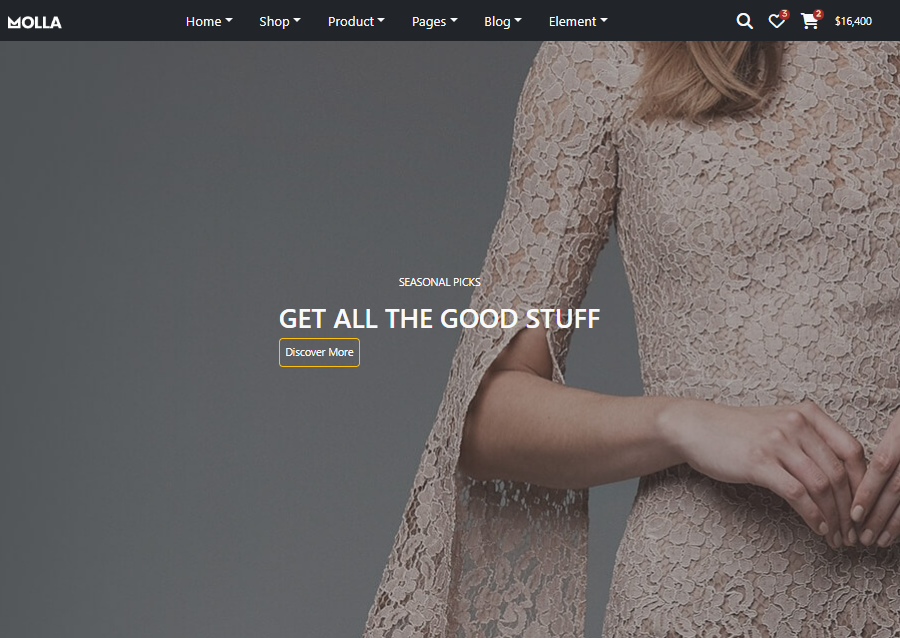 MOLLA Home Shop Product Pages Blog Element 3 2 $16,400
SEASONAL PICKS
GET ALL THE GOOD STUFF
Discover More